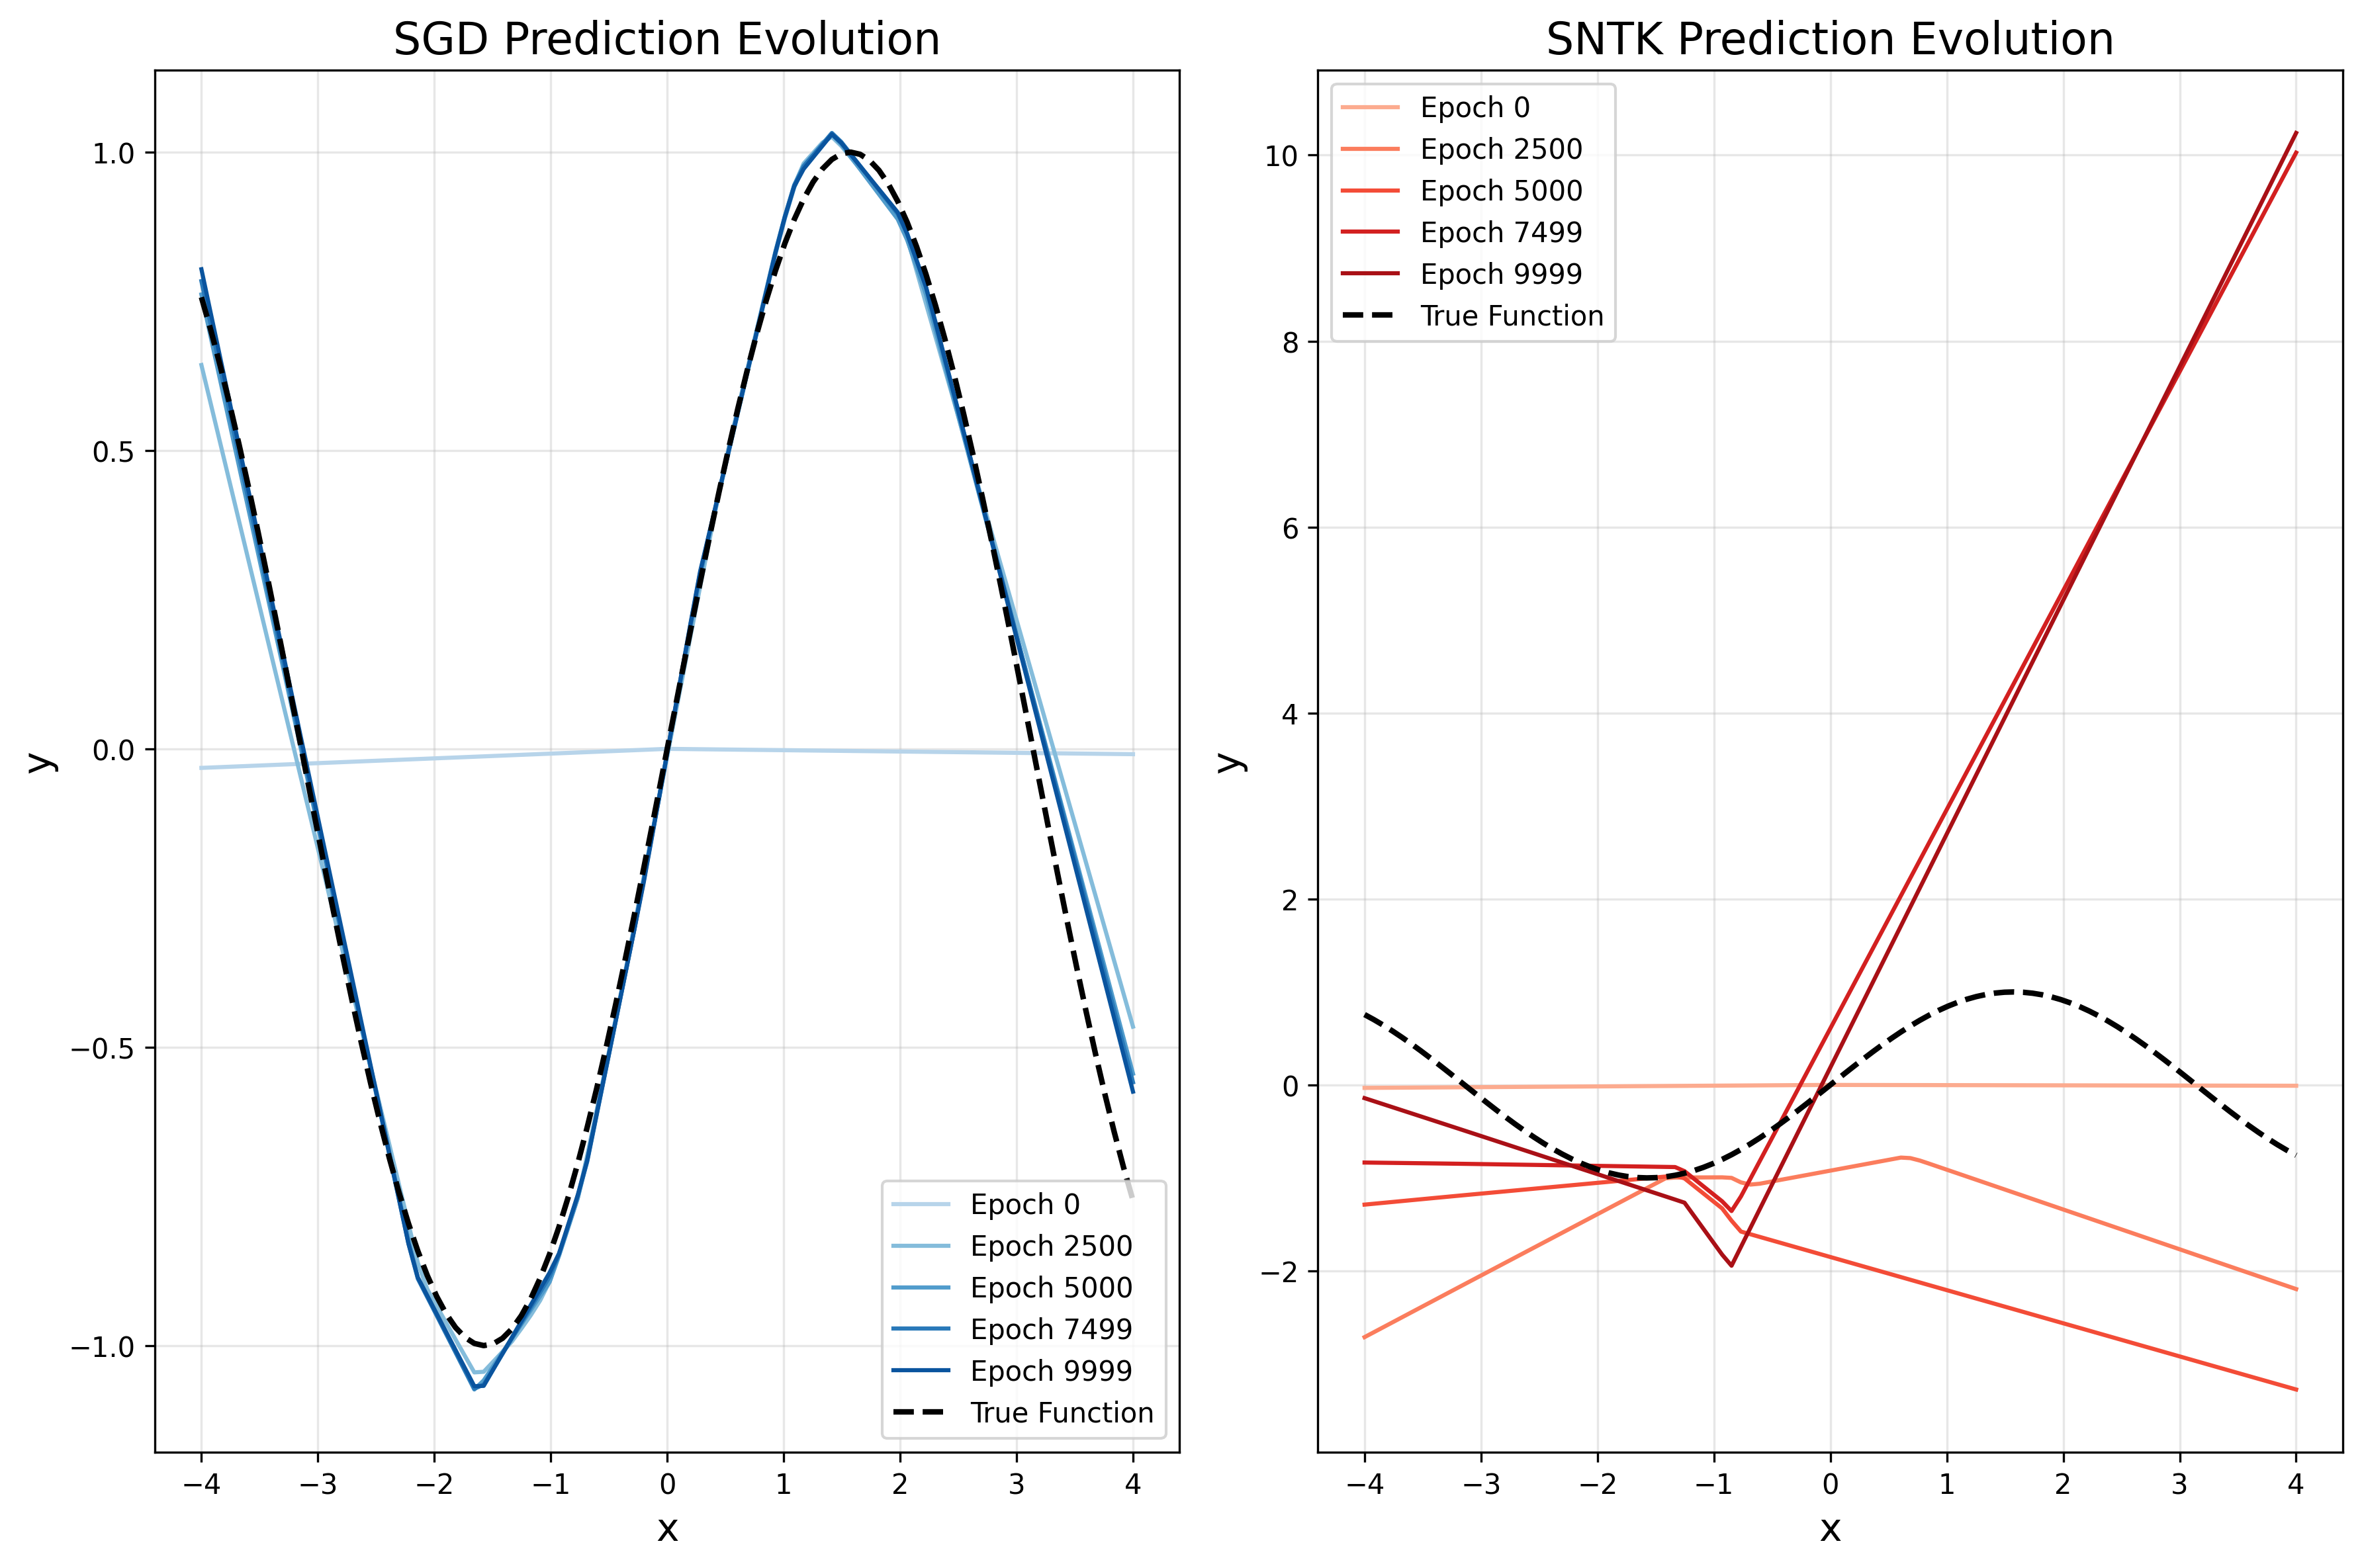 SGD Prediction Evolution
1.0
0.5
0.0
−0.5
−1.0
y
−4 −3 −2 −1 0 1 2 3 4
x
Epoch 0
Epoch 2500
Epoch 5000
Epoch 7499
Epoch 9999
True Function
SNTK Prediction Evolution
Epoch 0
Epoch 2500
Epoch 5000
Epoch 7499
Epoch 9999
True Function
10
8
6
4
2
0
−2
y
−4 −3 −2 −1 0 1 2 3 4
x